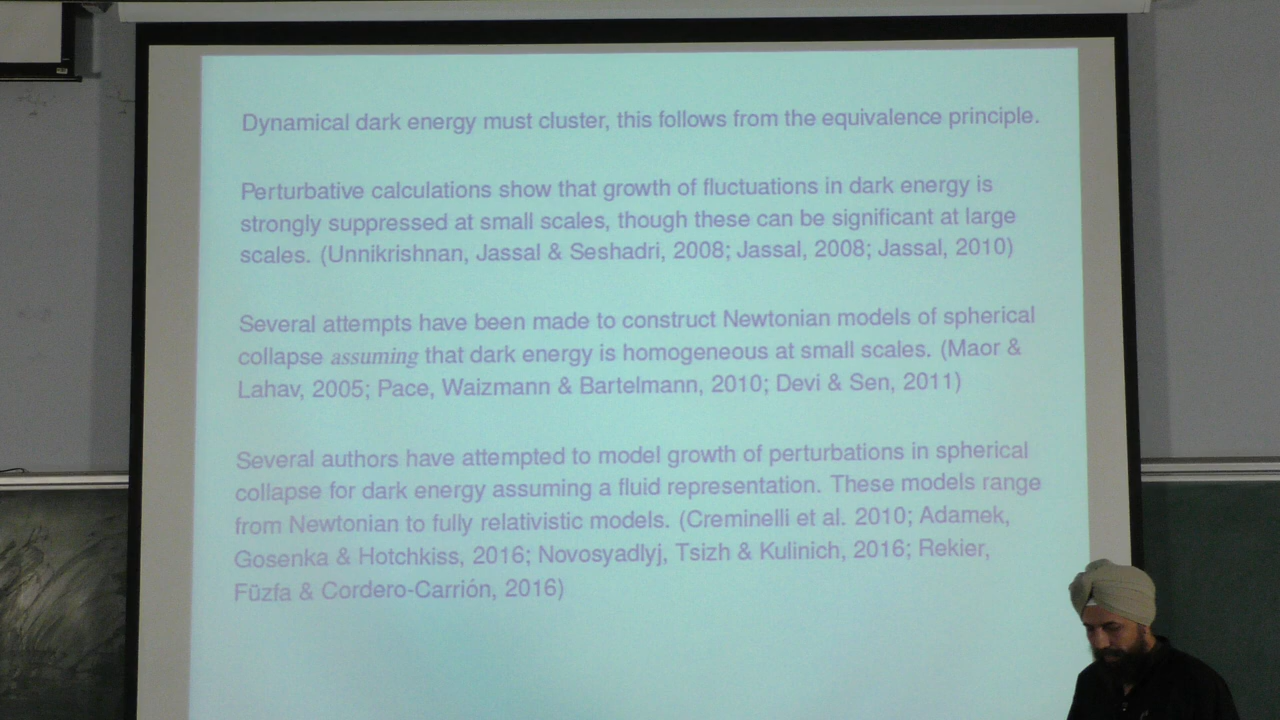 Dynamical dark energy must cluster, this follows from the equivalence principle.
Perturbative calculations show that growth of fluctuations in dark energy is
strongly suppressed at small scales, though these can be significant at large
scales. (Unnikrishnan, Jassal & Seshadri, 2008; Jassal, 2008; Jassal, 2010)
Several attempts have been made to construct Newtonian models of spherical
collapse assuming that dark energy is homogeneous at small scales. (Maor &
Lahav, 2005; Pace, Waizmann & Bartelmann, 2010; Devi & Sen, 2011)
Several authors have attempted to model growth of perturbations in spherical
collapse for dark energy assuming a fluid representation. These models range
from Newtonian to fully relativistic models. (Creminelli et al. 2010; Adamek,
Gosenka & Hotchkiss, 2016; Novosyadlyj, Tsizh & Kulinich, 2016; Rekier,
Füzfa & Cordero-Carrión, 2016)